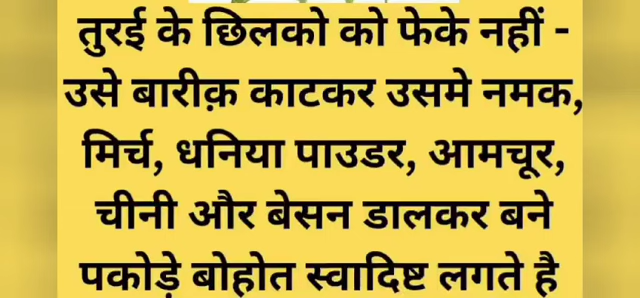 तुरई के छिलको को फेके नहीं -
उसे बारीक़ काटकर उसमे नमक,
मिर्च, धनिया पाउडर, आमचूर,
चीनी और बेसन डालकर बने
पकोड़े बोहोत स्वादिष्ट लगते है